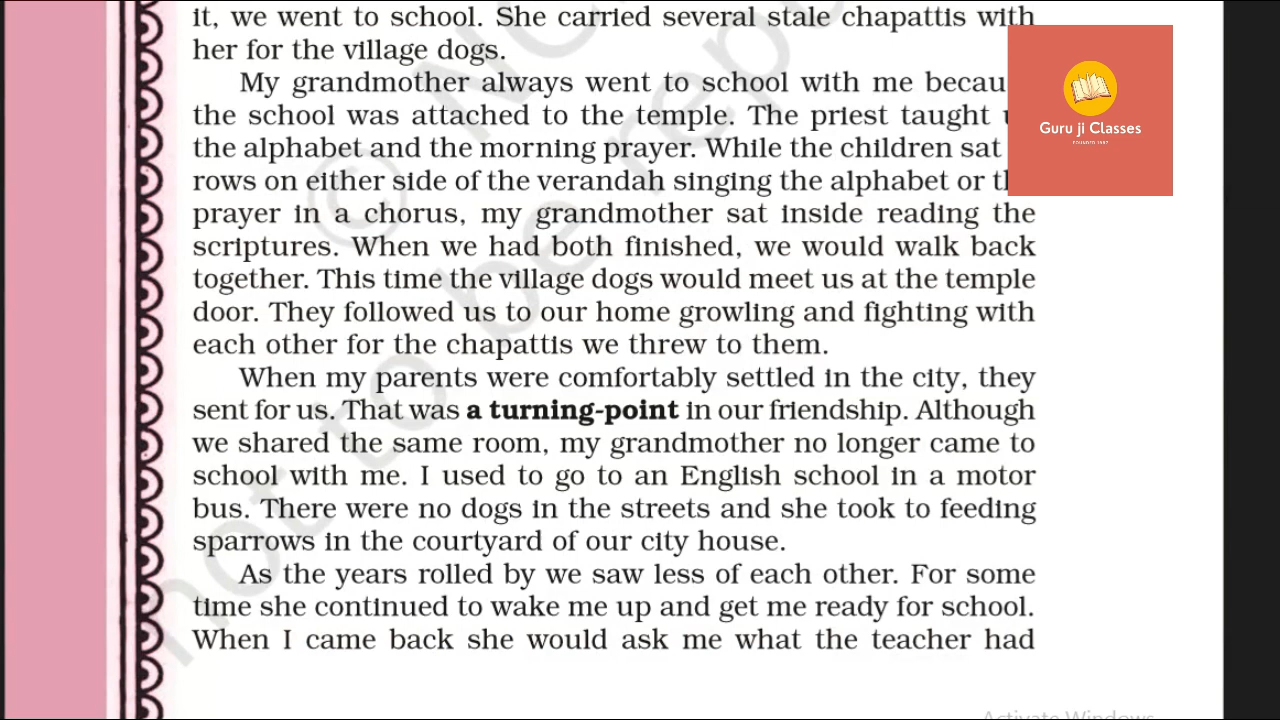 it, we went to school. She carried several stale chapattis with
her for the village dogs.
My grandmother always went to school with me becau
the school was attached to the temple. The priest taught
the alphabet and the morning prayer. While the children sat
rows on either side of the verandah singing the alphabet or th
prayer in a chorus, my grandmother sat inside reading the
scriptures. When we had both finished, we would walk back
together. This time the village dogs would meet us at the temple
door. They followed us to our home growling and fighting with
each other for the chapattis we threw to them.
When my parents were comfortably settled in the city, they
sent for us. That was a turning-point in our friendship. Although
we shared the same room, my grandmother no longer came to
school with me. I used to go to an English school in a motor
bus. There were no dogs in the streets and she took to feeding
sparrows in the courtyard of our city house.
As the years rolled by we saw less of each other. For some
time she continued to wake me up and get me ready for school.
When I came back she would ask me what the teacher had
Guru ji Classes
FOUNDED 1997
© NC
not to be rep
Activate Windows